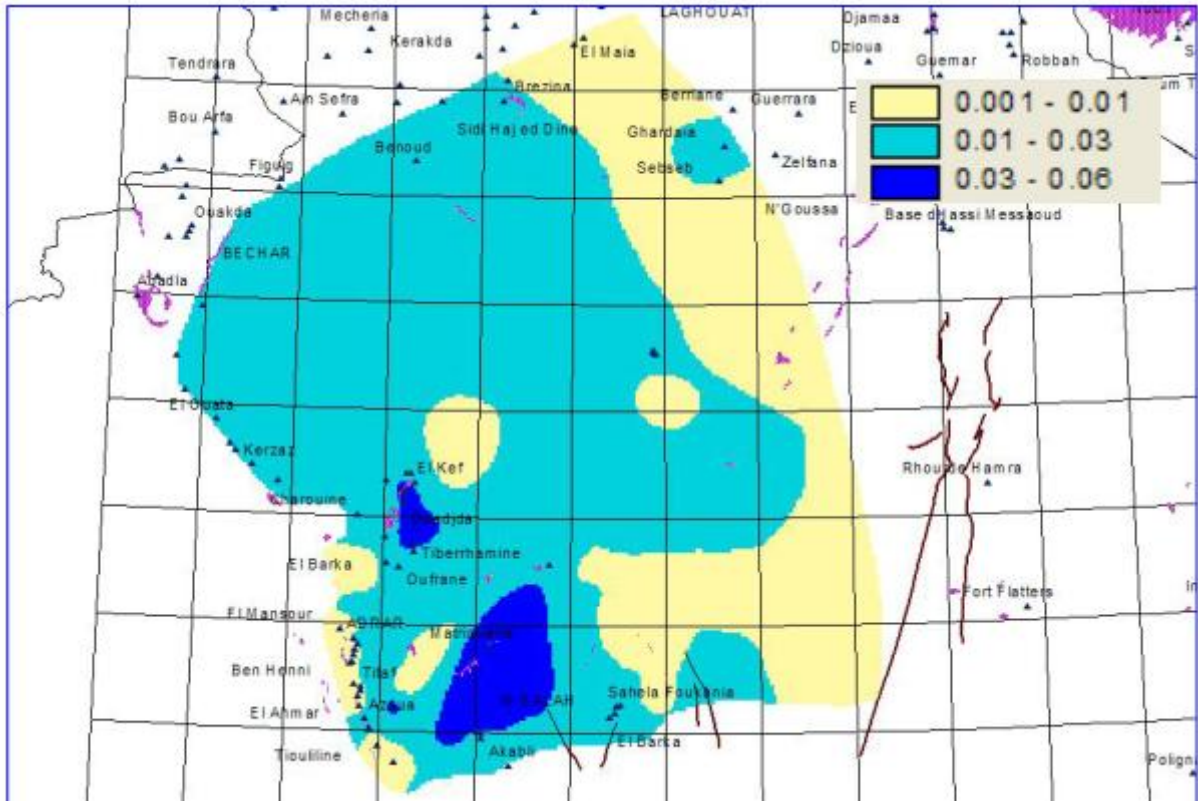 Mecheria
LAGHOUAT
Djamaa
Kerakda
El Maia
Dzioua
Guemar
Robbah
Tendrara
Brezina
Berriane
Guerrara
0.001 - 0.01
Ain Sefra
Bou Arfa
Sidi Hajed Dine
Ghardaia
0.01 - 0.03
Benoud
Zelfana
Figuig
Sebseb
0.03 - 0.06
Ouakda
N'Goussa
Base d'Hassi Messaoud
BECHAR
Abadla
El Ouata
Kerzaz
El Kef
Rhourde Hamra
Charouine
Tiberrhamine
El Barka
Oufrane
Fort Flatters
El Mansour
ADRAR
Ben Henni
Titaf
Sahela Foukania
El Ahmar
El Barka
Tiouliline
Akabli
Polign